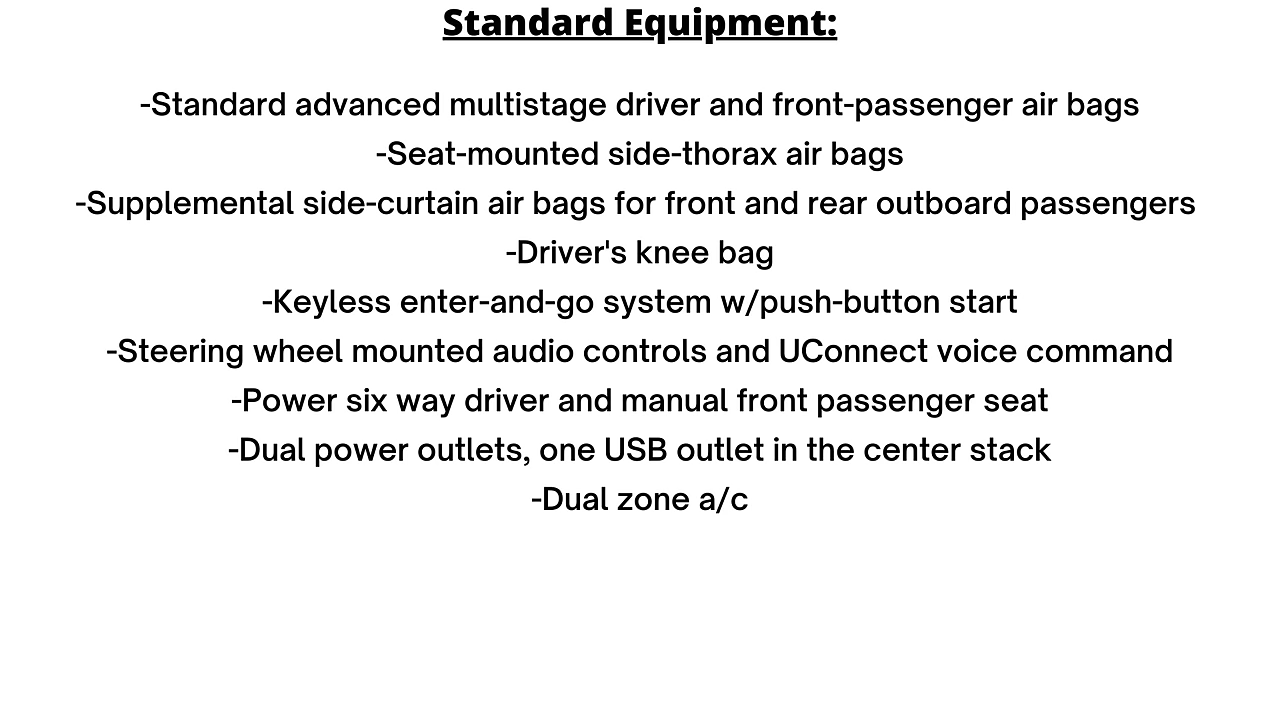 Standard Equipment:
-Standard advanced multistage driver and front-passenger air bags
-Seat-mounted side-thorax air bags
-Supplemental side-curtain air bags for front and rear outboard passengers
-Driver's knee bag
-Keyless enter-and-go system w/push-button start
-Steering wheel mounted audio controls and UConnect voice command
-Power six way driver and manual front passenger seat
-Dual power outlets, one USB outlet in the center stack
-Dual zone a/c